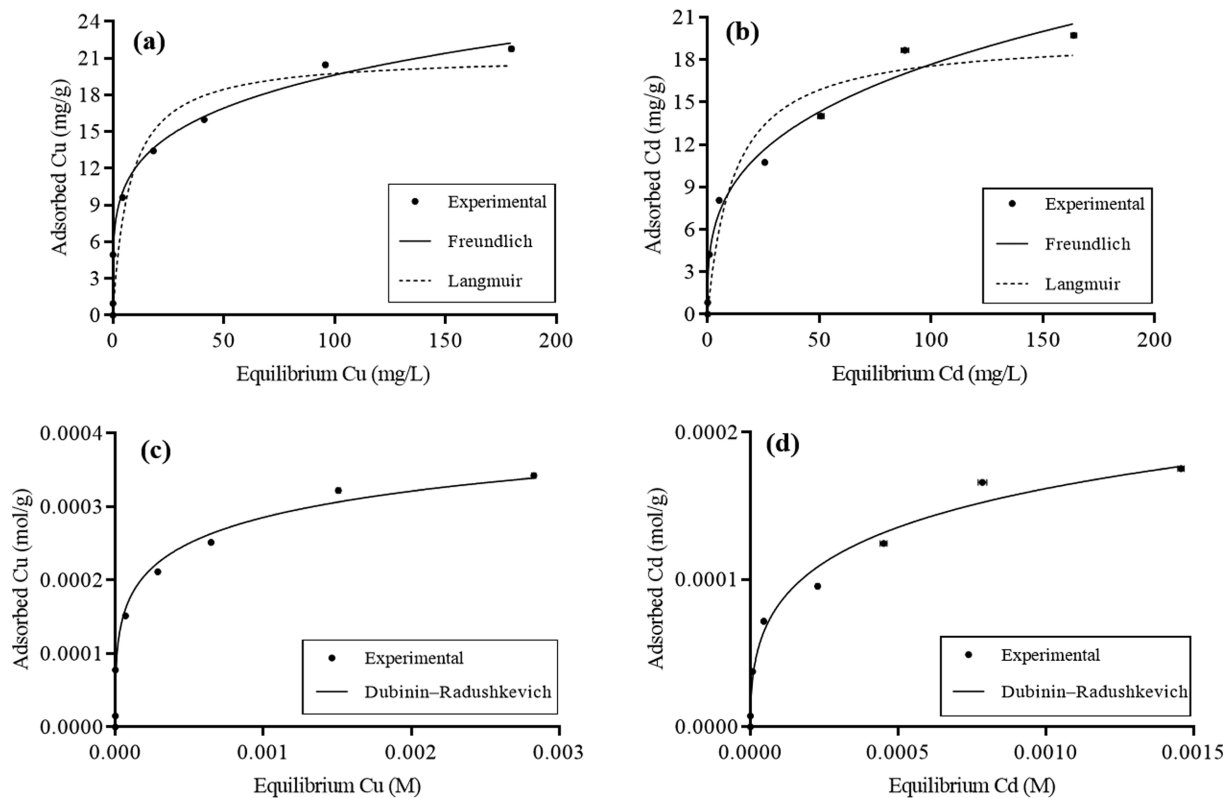 (a)
24
21
18
15
12
9
6
3
0
Adsorbed Cu (mg/g)
Experimental
Freundlich
Langmuir
0 50 100 150 200
Equilibrium Cu (mg/L)
(b)
21
18
15
12
9
6
3
0
Adsorbed Cd (mg/g)
Experimental
Freundlich
Langmuir
0 50 100 150 200
Equilibrium Cd (mg/L)
(c)
0.0004
0.0003
0.0002
0.0001
0.0000
Adsorbed Cu (mol/g)
Experimental
Dubinin–Radushkevich
0.000 0.001 0.002 0.003
Equilibrium Cu (M)
(d)
0.0002
0.0001
0.0000
Adsorbed Cd (mol/g)
Experimental
Dubinin–Radushkevich
0.0000 0.0005 0.0010 0.0015
Equilibrium Cd (M)